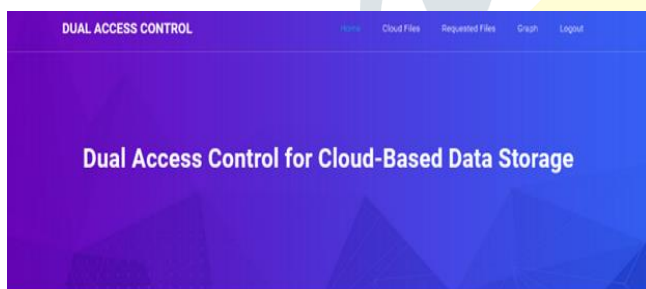 DUAL ACCESS CONTROL
Home Cloud Files Requested Files Graph Logout
Dual Access Control for Cloud-Based Data Storage